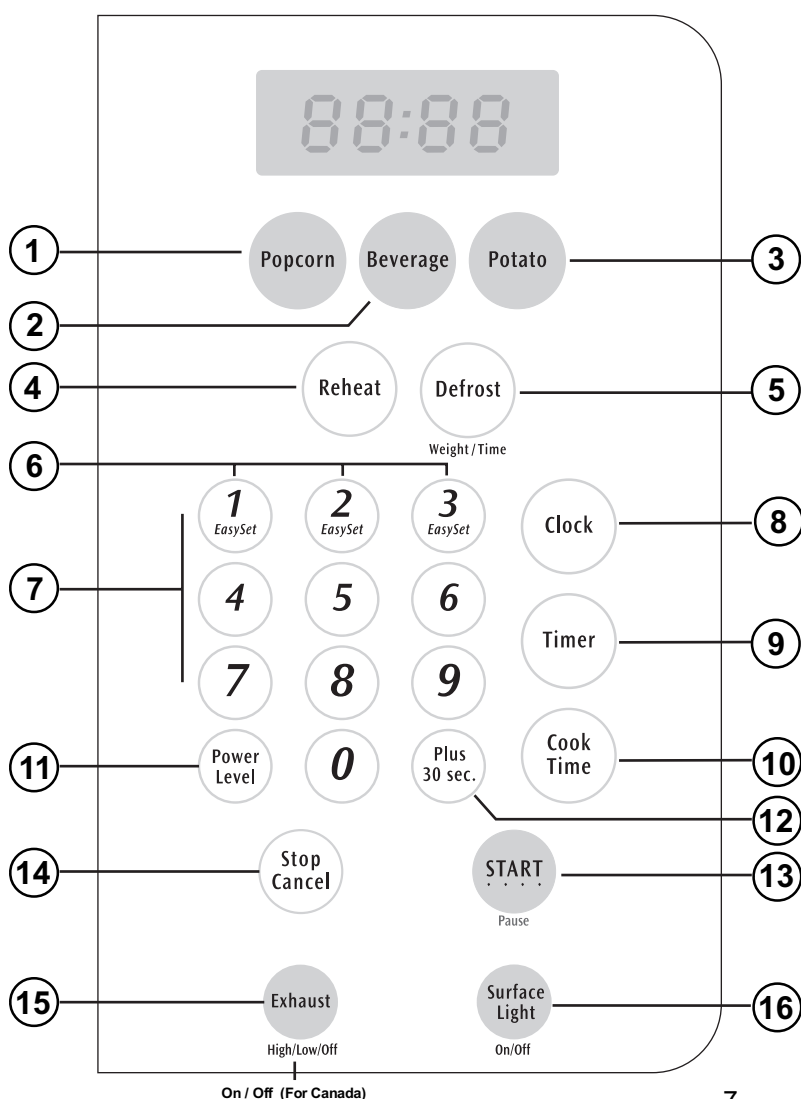 88:88
1
Popcorn
Beverage
Potato
3
2
4
Reheat
Defrost
5
Weight / Time
6
1
EasySet
2
EasySet
3
EasySet
Clock
8
7
4
5
6
Timer
9
7
8
9
11
Power
Level
0
Plus
30 sec.
Cook
Time
10
12
14
Stop
Cancel
START
13
Pause
15
Exhaust
Surface
Light
16
High/Low/Off
On/Off
On / Off (For Canada)
7